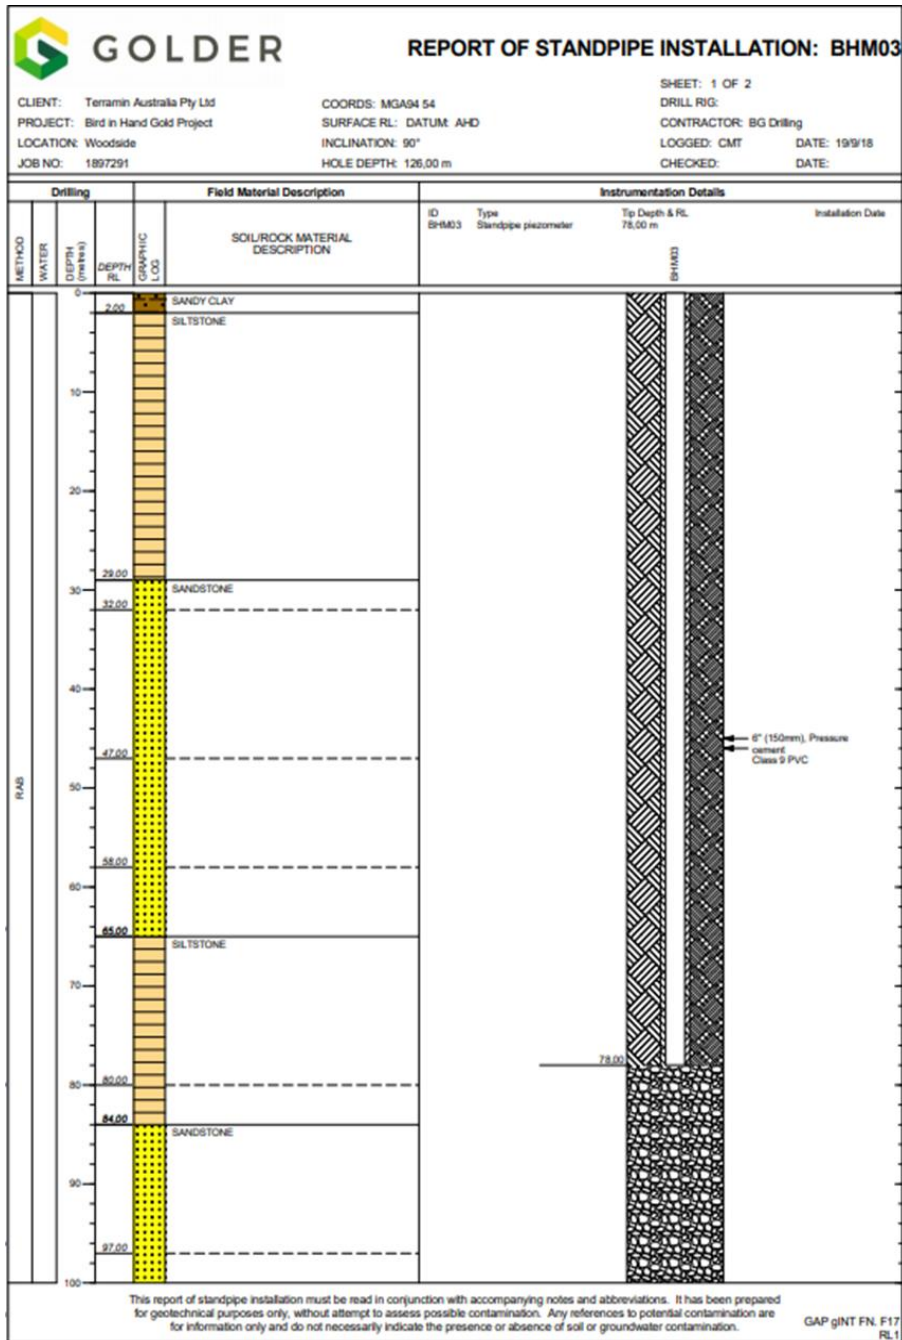 GOLDER
REPORT OF STANDPIPE INSTALLATION: BHM03
SHEET: 1 OF 2
CLIENT: Terramin Australia Pty Ltd COORDS: MGA94 54 DRILL RIG:
PROJECT: Bird in Hand Gold Project SURFACE RL: DATUM: AHD CONTRACTOR: BG Drilling
LOCATION: Woodside INCLINATION: 90° LOGGED: CMT DATE: 19/9/18
JOB NO: 1897291 HOLE DEPTH: 126,00 m CHECKED: DATE:
Drilling Field Material Description Instrumentation Details
METHOD
WATER
DEPTH
(metres)
DEPTH
RL
GRAPHIC
LOG
SOIL/ROCK MATERIAL
DESCRIPTION
ID Type Tip Depth & RL Installation Date
BHM03 Standpipe piezometer 78,00 m
BHM03
0
SANDY CLAY
2,00
SILTSTONE
10
20
29,00
30
SANDSTONE
32,00
40
6" (150mm), Pressure
cement
Class 9 PVC
47,00
RAB
50
58,00
60
65,00
SILTSTONE
70
78,00
80,00
80
84,00
SANDSTONE
90
97,00
100
This report of standpipe installation must be read in conjunction with accompanying notes and abbreviations. It has been prepared
for geotechnical purposes only, without attempt to assess possible contamination. Any references to potential contamination are
for information only and do not necessarily indicate the presence or absence of soil or groundwater contamination.
GAP gINT FN. F17
RL1